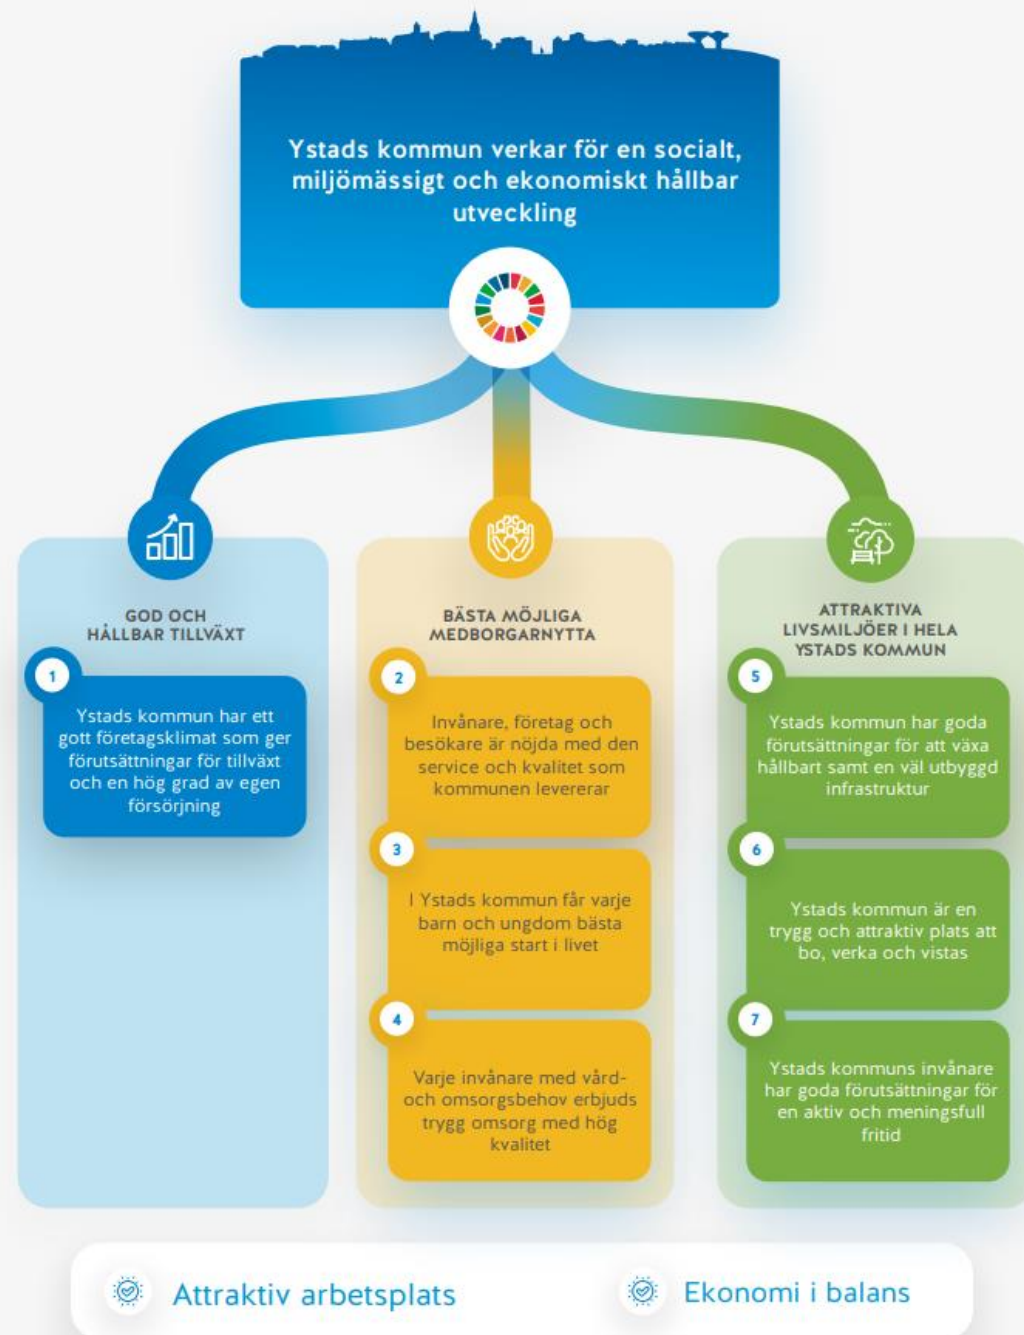 Ystads kommun verkar för en socialt,
miljömässigt och ekonomiskt hållbar
utveckling
GOD OCH
HÅLLBAR TILLVÄXT
1
Ystads kommun har ett
gott företagsklimat som ger
förutsättningar för tillväxt
och en hög grad av egen
försörjning
BÄSTA MÖJLIGA
MEDBORGARNYTTA
2
Invånare, företag och
besökare är nöjda med den
service och kvalitet som
kommunen levererar
3
I Ystads kommun får varje
barn och ungdom bästa
möjliga start i livet
4
Varje invånare med vård-
och omsorgsbehov erbjuds
trygg omsorg med hög
kvalitet
ATTRAKTIVA
LIVSMILJÖER I HELA
YSTADS KOMMUN
5
Ystads kommun har goda
förutsättningar för att växa
hållbart samt en väl utbyggd
infrastruktur
6
Ystads kommun är en
trygg och attraktiv plats att
bo, verka och vistas
7
Ystads kommuns invånare
har goda förutsättningar för
en aktiv och meningsfull
fritid
Attraktiv arbetsplats
Ekonomi i balans